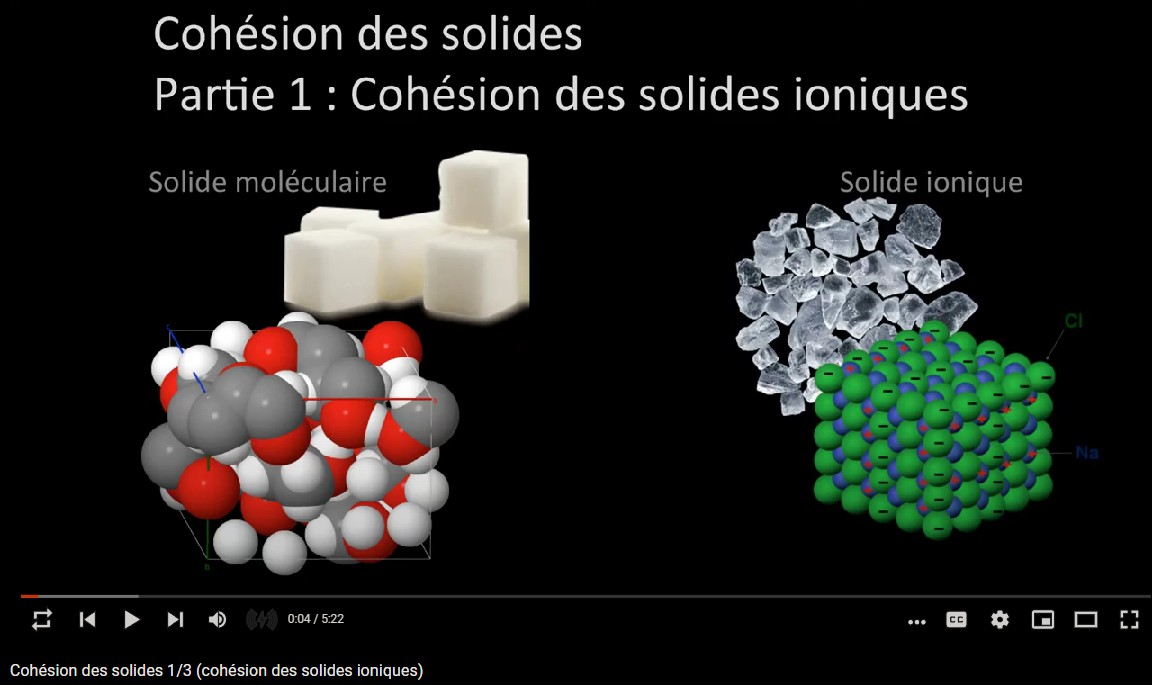 Cohésion des solides
Partie 1 : Cohésion des solides ioniques
Solide moléculaire
Solide ionique
Cl
Na
c
a
b
0:04 / 5:22
CC
Cohésion des solides 1/3 (cohésion des solides ioniques)